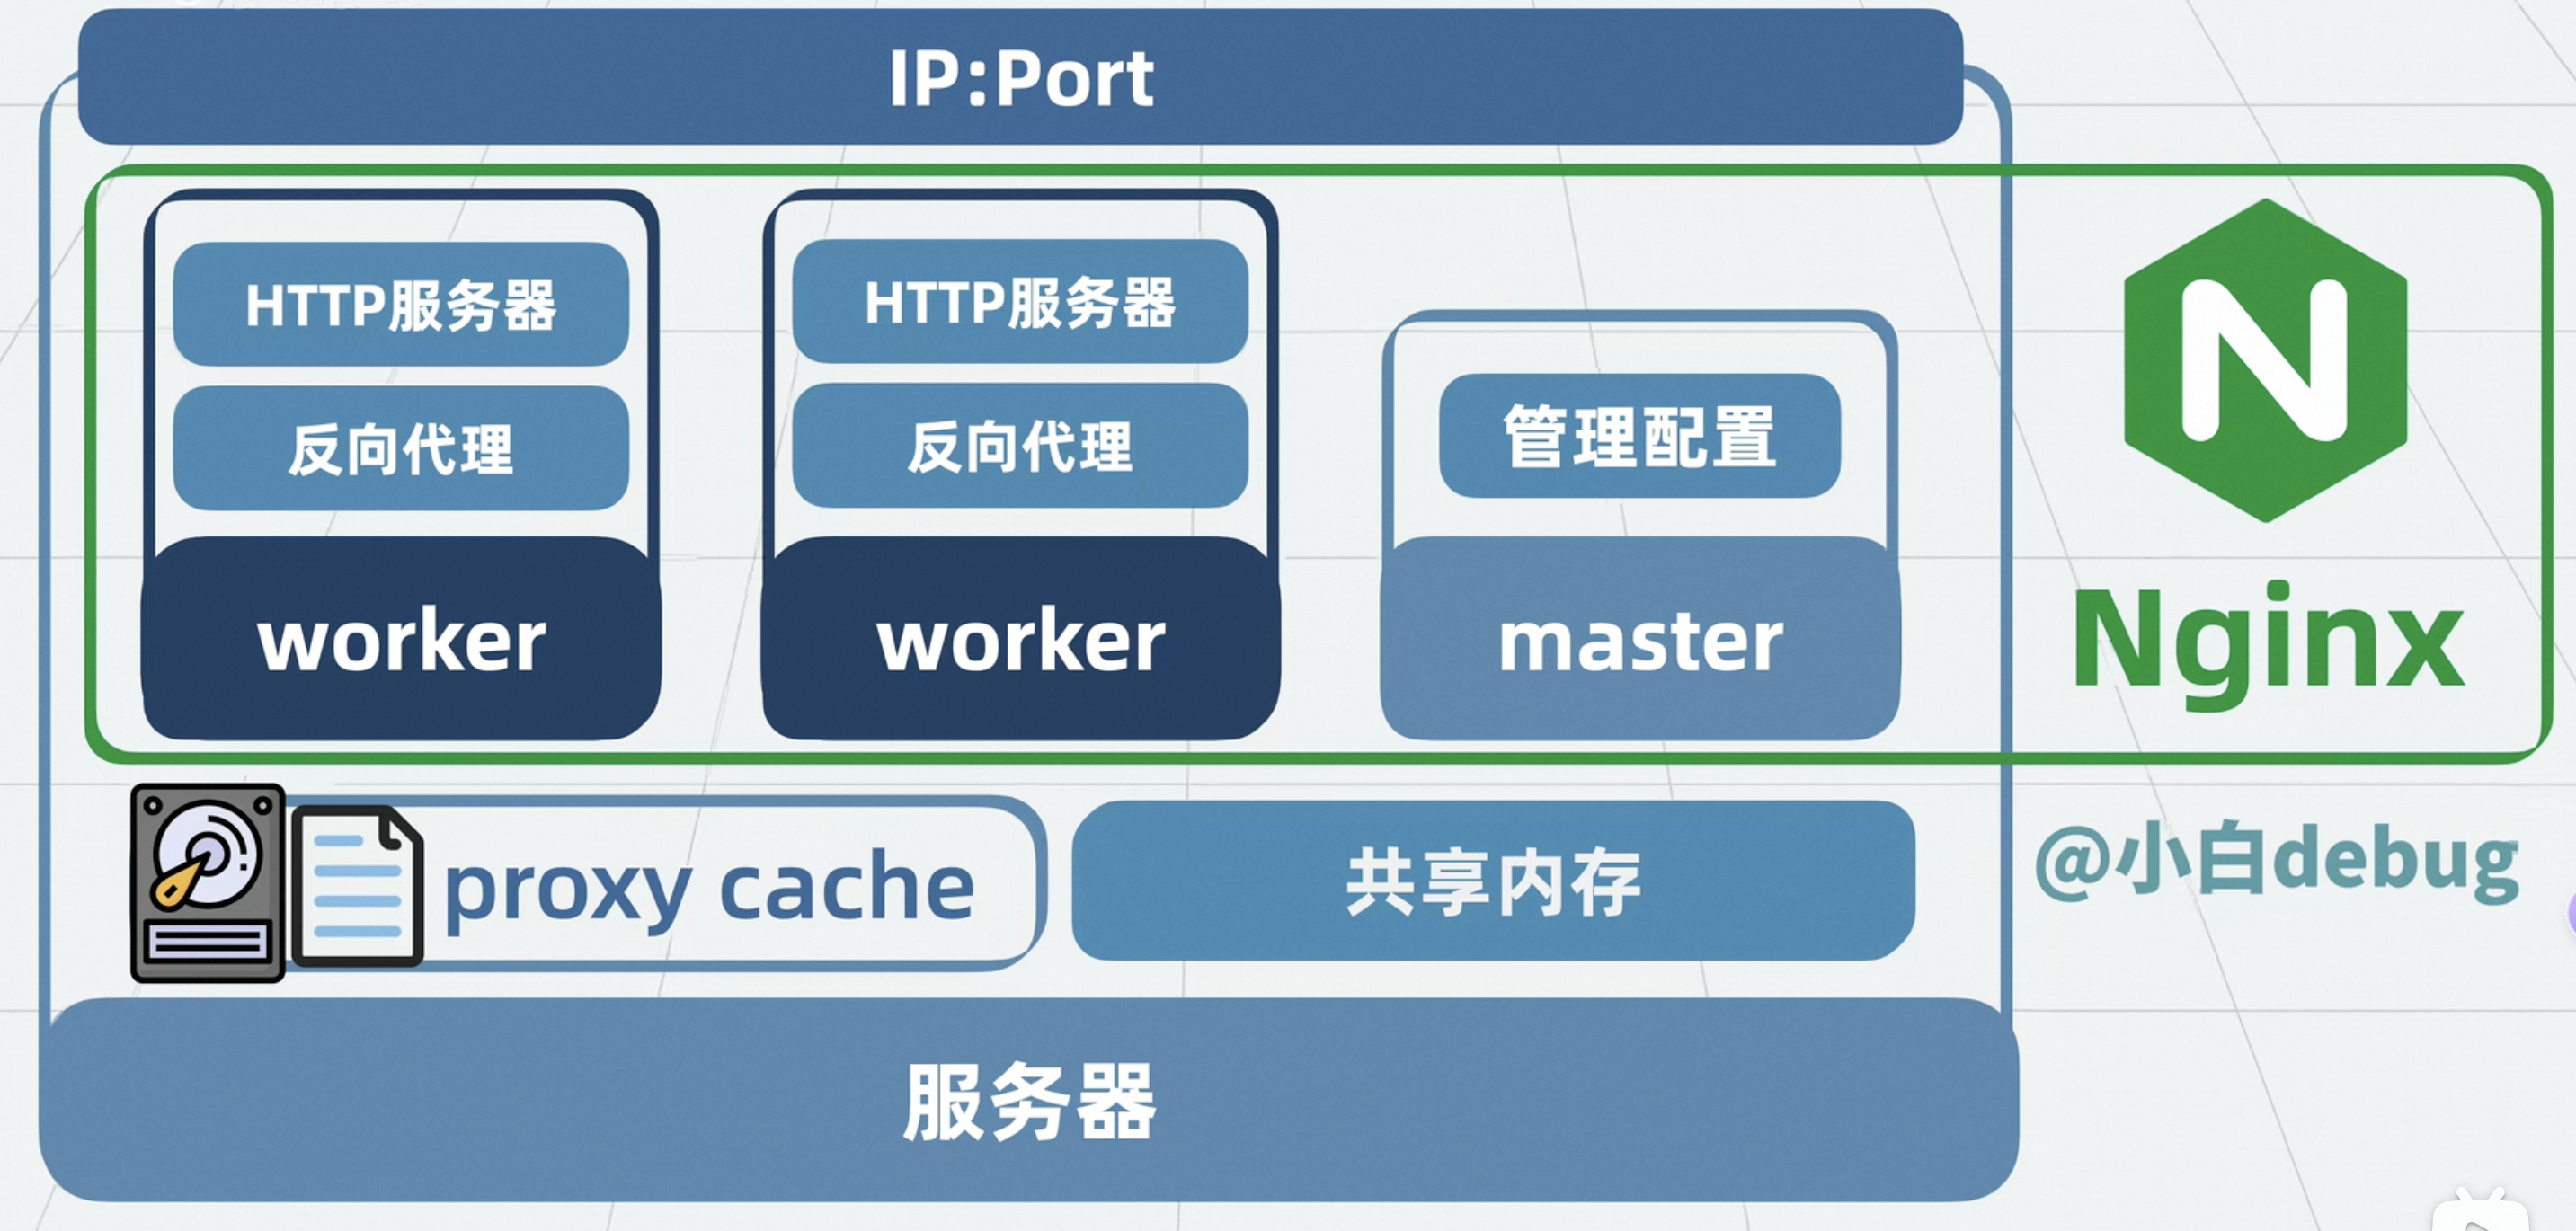 IP:Port
HTTP服务器
反向代理
worker
HTTP服务器
反向代理
worker
管理配置
master
N
Nginx
proxy cache
共享内存
@小白debug
服务器